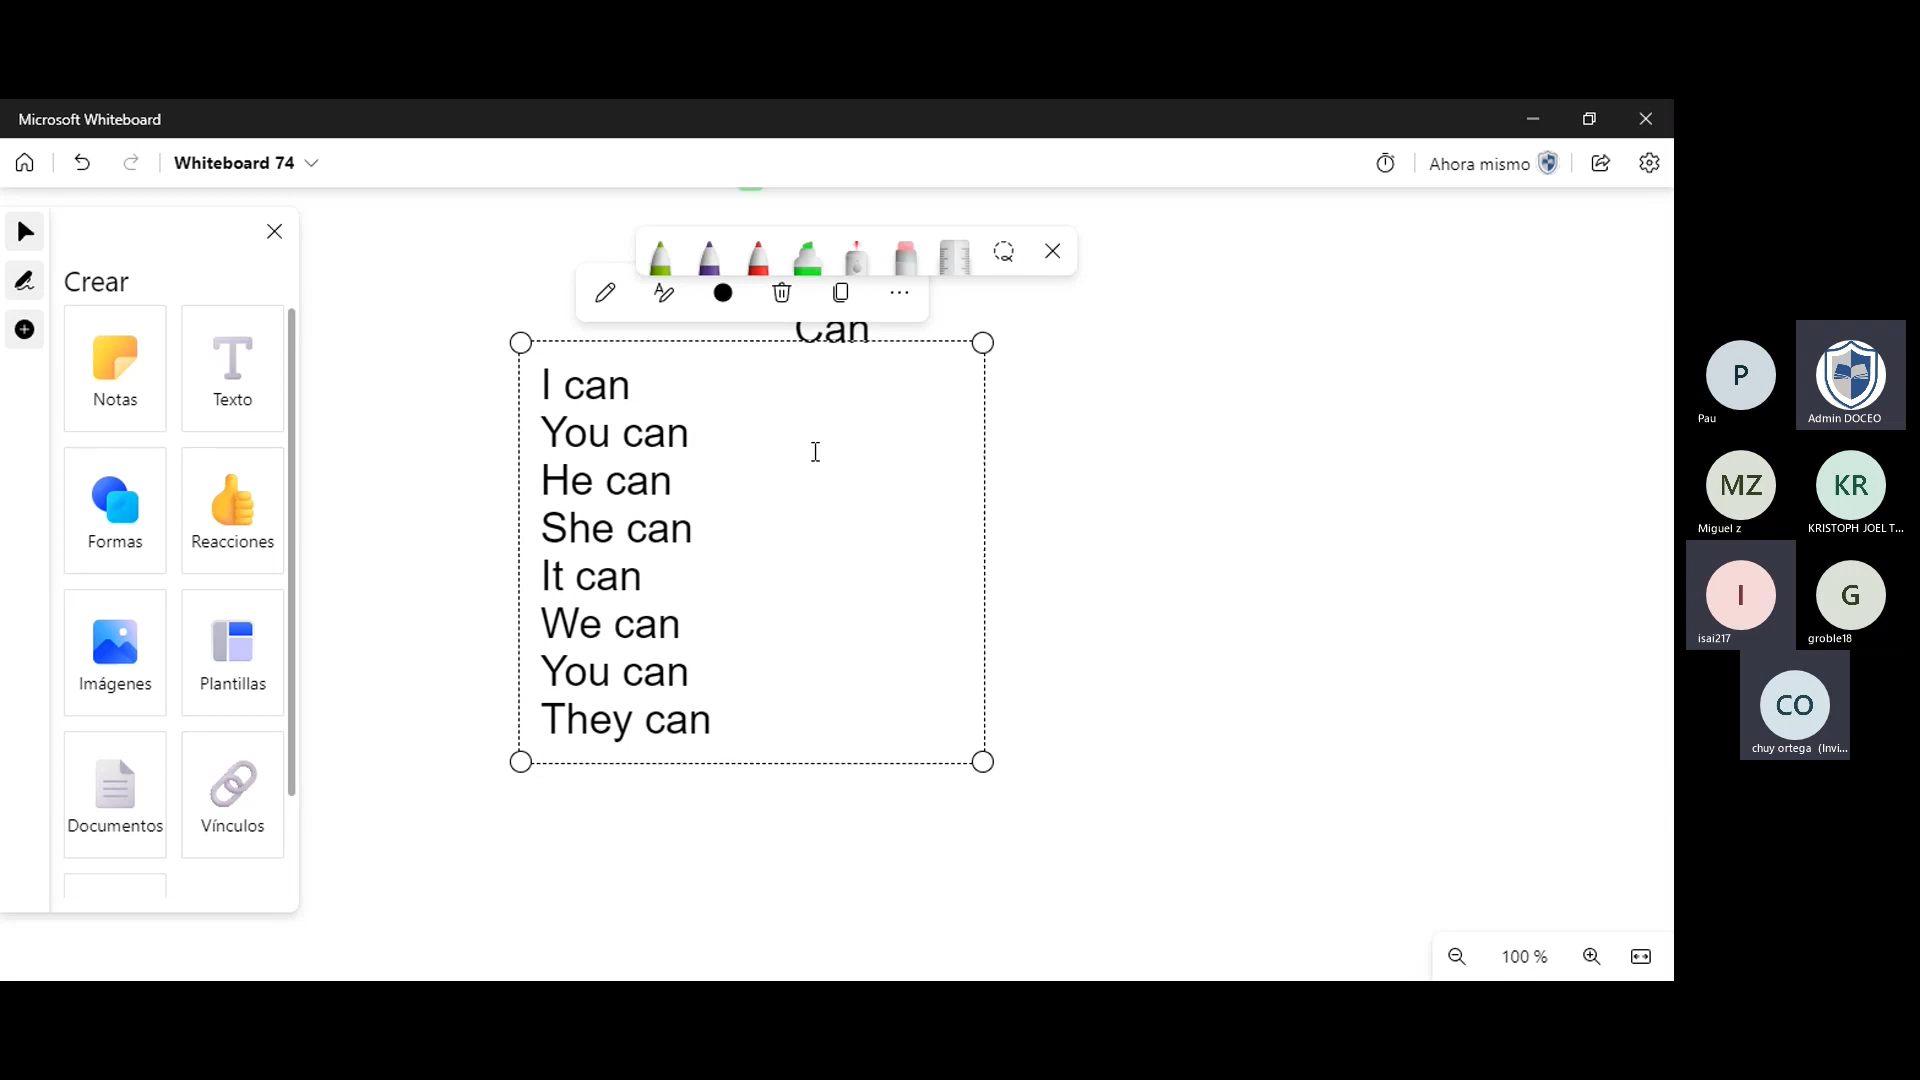 Microsoft Whiteboard
Whiteboard 74
Ahora mismo
Crear
Notas
Texto
Formas
Reacciones
Imágenes
Plantillas
Documentos
Vínculos
Can
I can
You can
He can
She can
It can
We can
You can
They can
100 %
P
Pau
Admin DOCEO
MZ
Miguel z
KR
KRISTOPH JOEL T...
I
isai217
G
groble18
CO
chuy ortega (Invi...